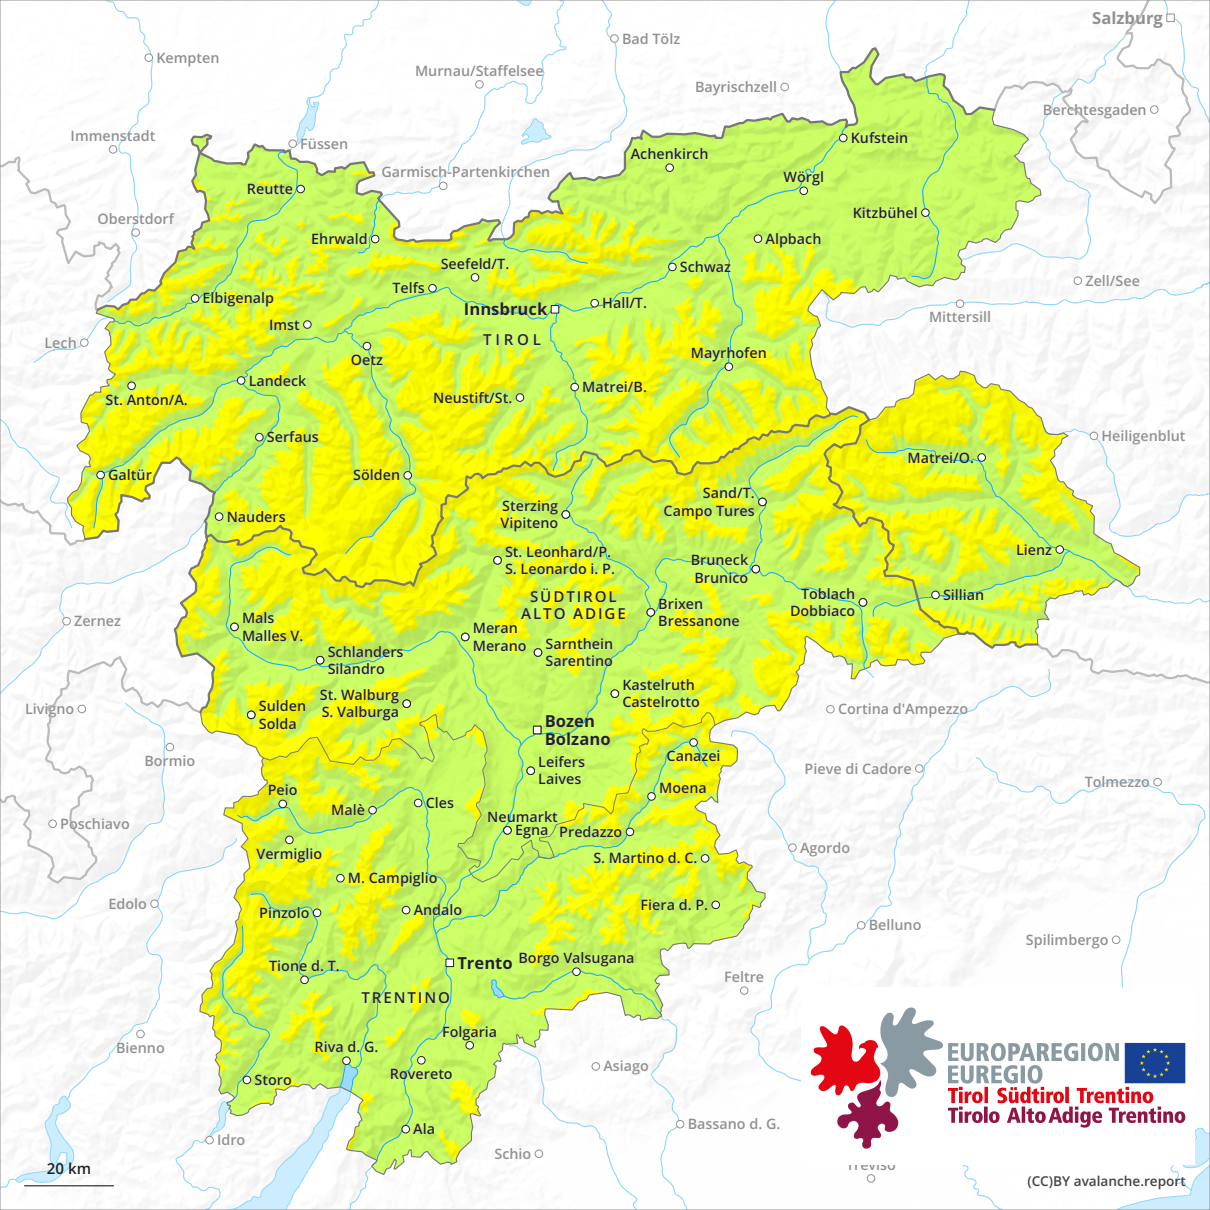 Salzburg
Bad Tölz
Kempten
Murnau/Staffelsee
Bayrischzell
Berchtesgaden
Immenstadt
Füssen
Kufstein
Achenkirch
Garmisch-Partenkirchen
Wörgl
Reutte
Kitzbühel
Oberstdorf
Ehrwald
Alpbach
Seefeld/T.
Schwaz
Zell/See
Telfs
Elbigenalp
Hall/T.
Innsbruck
Mittersill
Imst
TIROL
Lech
Oetz
Mayrhofen
Landeck
Matrei/B.
St. Anton/A.
Neustift/St.
Serfaus
Heiligenblut
Matrei/O.
Galtür
Sölden
Sand/T.
Campo Tures
Sterzing
Vipiteno
Nauders
Lienz
St. Leonhard/P.
S. Leonardo i. P.
Bruneck
Brunico
SÜDTIROL
ALTO ADIGE
Toblach
Dobbiaco
Sillian
Brixen
Bressanone
Zernez
Mals
Malles V.
Meran
Merano
Sarnthein
Sarentino
Schlanders
Silandro
Kastelruth
Castelrotto
St. Walburg
S. Valburga
Livigno
Sulden
Solda
Cortina d'Ampezzo
Bozen
Bolzano
Bormio
Canazei
Leifers
Laives
Pieve di Cadore
Tolmezzo
Peio
Moena
Malè
Cles
Neumarkt
Egna
Predazzo
Poschiavo
Vermiglio
Agordo
S. Martino d. C.
M. Campiglio
Edolo
Pinzolo
Andalo
Fiera d. P.
Belluno
Spilimbergo
Trento
Borgo Valsugana
Tione d. T.
Feltre
TRENTINO
Folgaria
Bienno
Riva d. G.
Rovereto
Asiago
Storo
EUROPAREGION
EUREGIO
Tirol Südtirol Trentino
Tirolo Alto Adige Trentino
Ala
Bassano d. G.
Idro
Schio
Treviso
20 km
(CC)BY avalanche.report